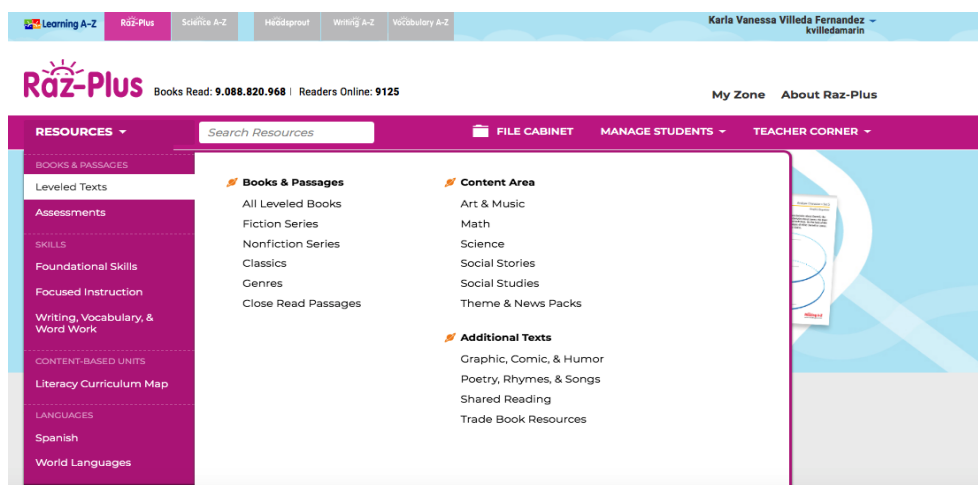 Learning A-Z Raz-Plus Science A-Z Headsprout Writing A-Z Vocabulary A-Z Karla Vanessa Villeda Fernandez
kvilledamarin
Raz-Plus Books Read: 9.088.820.968 | Readers Online: 9125 My Zone About Raz-Plus
RESOURCES Search Resources FILE CABINET MANAGE STUDENTS TEACHER CORNER
BOOKS & PASSAGES
Leveled Texts
Assessments
SKILLS
Foundational Skills
Focused Instruction
Writing, Vocabulary, &
Word Work
CONTENT-BASED UNITS
Literacy Curriculum Map
LANGUAGES
Spanish
World Languages
Books & Passages
All Leveled Books
Fiction Series
Nonfiction Series
Classics
Genres
Close Read Passages
Content Area
Art & Music
Math
Science
Social Stories
Social Studies
Theme & News Packs
Additional Texts
Graphic, Comic, & Humor
Poetry, Rhymes, & Songs
Shared Reading
Trade Book Resources